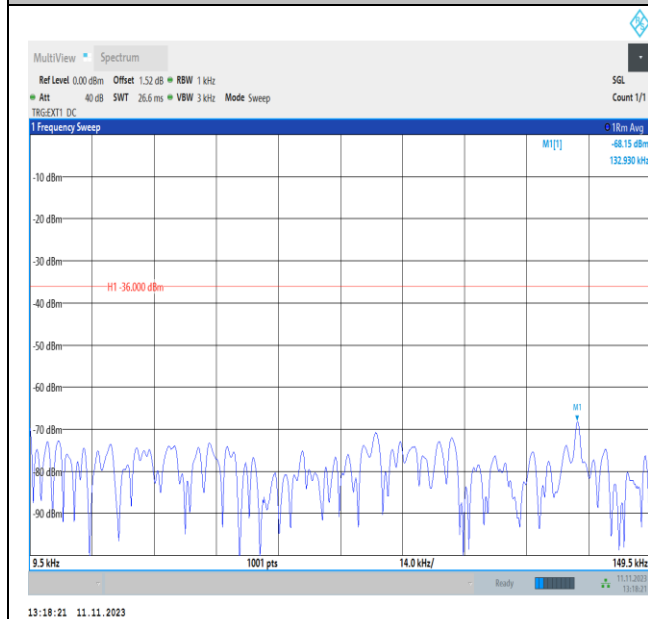 MultiView Spectrum
Ref Level 0.00 dBm Offset 1.52 dB RBW 1 kHz SGL
Att 40 dB SWT 26.6 ms VBW 3 kHz Mode Sweep Count 1/1
TRG:EXT1 DC
1 Frequency Sweep 1Rm Avg
M1[1] -68.15 dBm
132.930 kHz
-10 dBm
-20 dBm
-30 dBm
H1 -36.000 dBm
-40 dBm
-50 dBm
-60 dBm
M1
-70 dBm
-80 dBm
-90 dBm
9.5 kHz 1001 pts 14.0 kHz/ 149.5 kHz
Ready 11.11.2023
13:18:21
13:18:21 11.11.2023